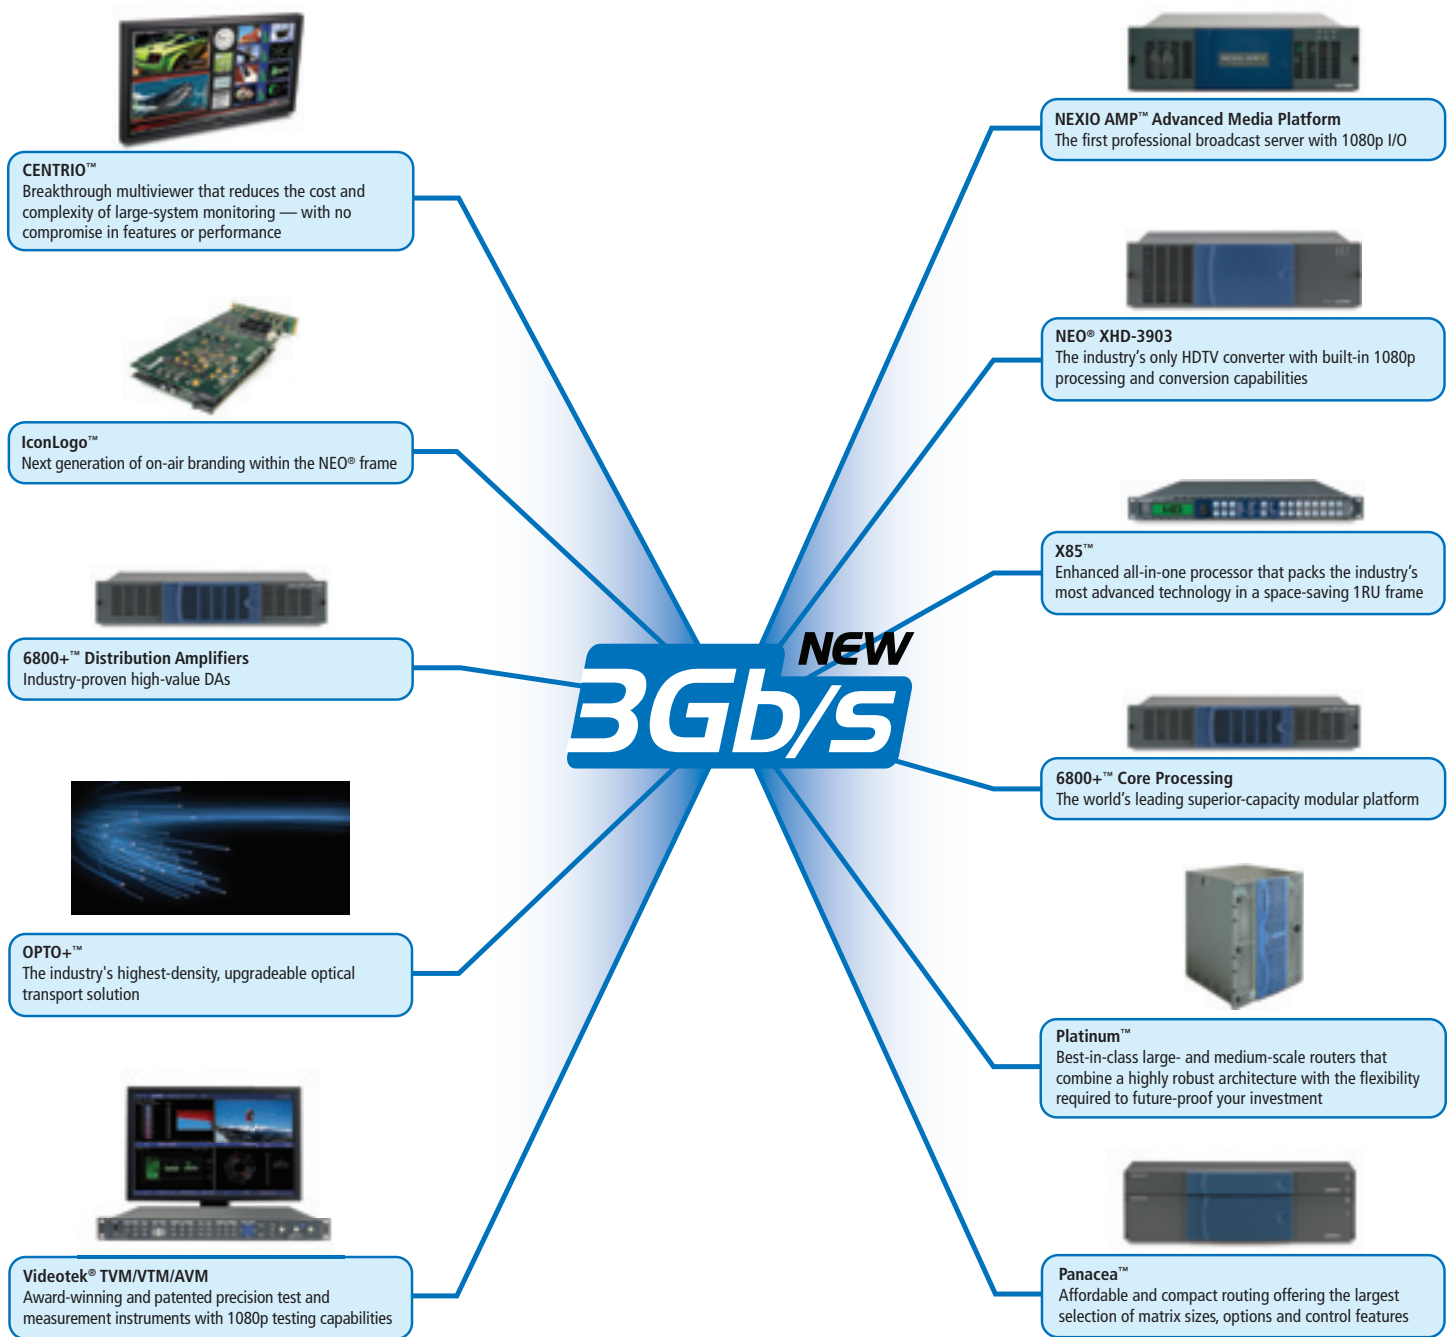 CENTRIO™
Breakthrough multiviewer that reduces the cost and
complexity of large-system monitoring — with no
compromise in features or performance
IconLogo™
Next generation of on-air branding within the NEO® frame
6800+™ Distribution Amplifiers
Industry-proven high-value DAs
OPTO+™
The industry's highest-density, upgradeable optical
transport solution
Videotek® TVM/VTM/AVM
Award-winning and patented precision test and
measurement instruments with 1080p testing capabilities
NEW
3Gb/s
NEXIO AMP
NEXIO AMP™ Advanced Media Platform
The first professional broadcast server with 1080p I/O
NEO® XHD-3903
The industry's only HDTV converter with built-in 1080p
processing and conversion capabilities
X85™
Enhanced all-in-one processor that packs the industry's
most advanced technology in a space-saving 1RU frame
6800+™ Core Processing
The world's leading superior-capacity modular platform
Platinum™
Best-in-class large- and medium-scale routers that
combine a highly robust architecture with the flexibility
required to future-proof your investment
Panacea™
Affordable and compact routing offering the largest
selection of matrix sizes, options and control features